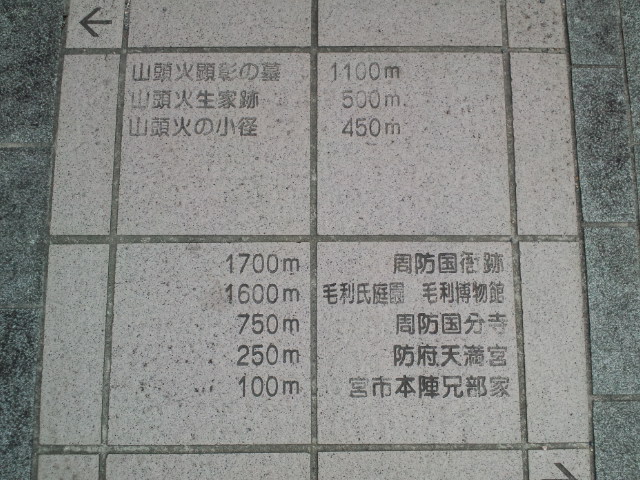 ←
山頭火顕彰の墓 1100m
山頭火生家跡 500m
山頭火の小径 450m
1700m 周防国衙跡
1600m 毛利氏庭園 毛利博物館
750m 周防国分寺
250m 防府天満宮
100m 宮市本陣兄部家
→